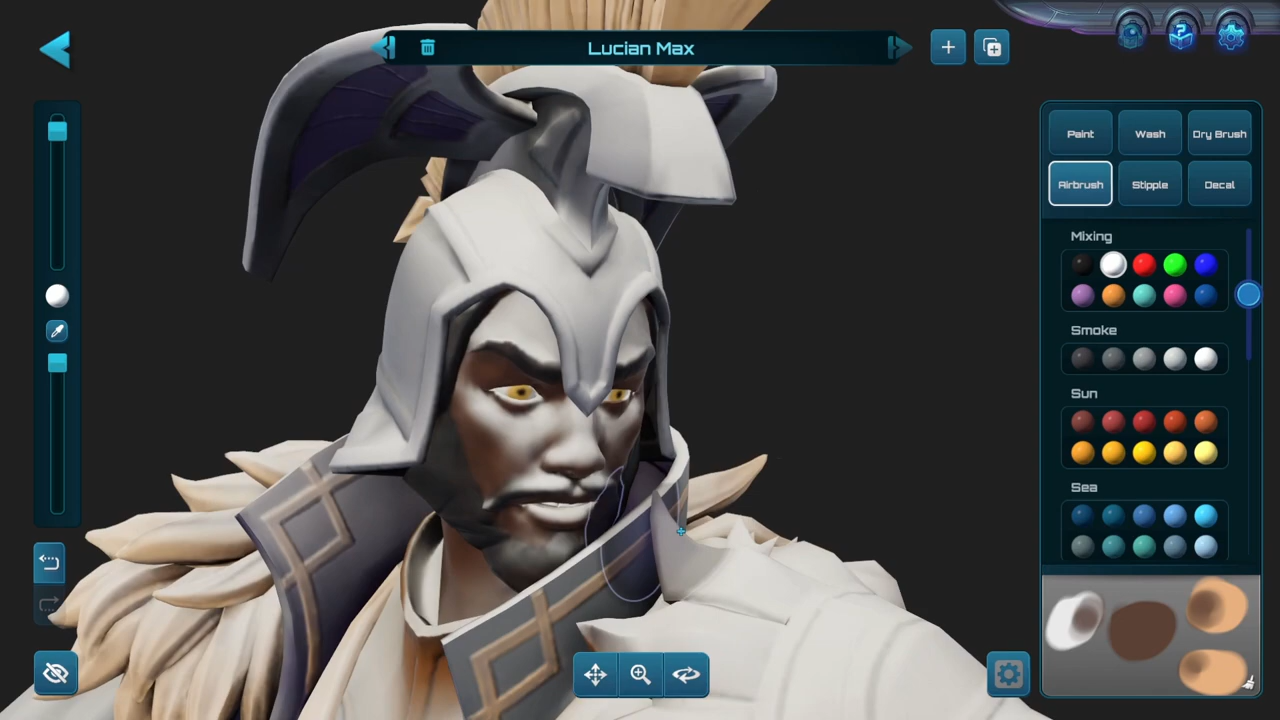 Lucian Max
Paint
Wash
Dry Brush
Airbrush
Stipple
Decal
Mixing
Smoke
Sun
Sea